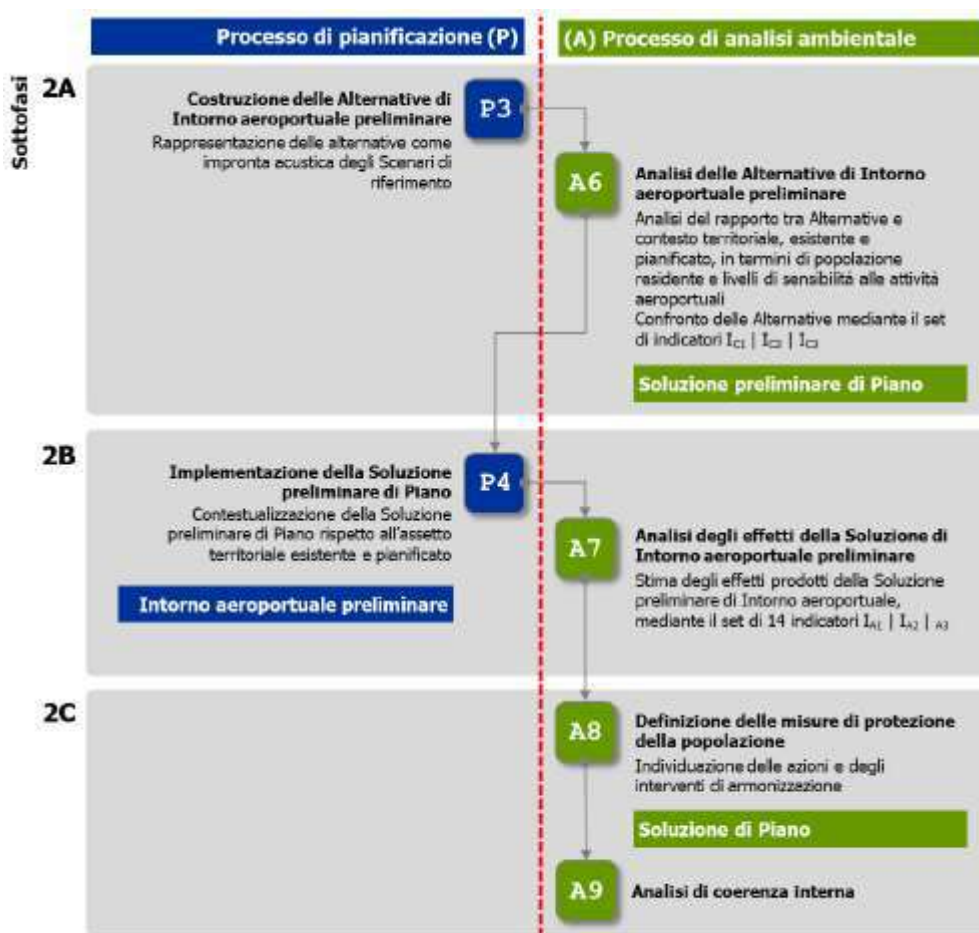 Processo di pianificazione (P)
(A) Processo di analisi ambientale
Sottofasi
2A
Costruzione delle Alternative di
Intorno aeroportuale preliminare
Rappresentazione delle alternative come
impronta acustica degli Scenari di
riferimento
P3
A6
Analisi delle Alternative di Intorno
aeroportuale preliminare
Analisi del rapporto tra Alternative e
contesto territoriale, esistente e
pianificato, in termini di popolazione
residente e livelli di sensibilità alle attività
aeroportuali
Confronto delle Alternative mediante il set
di indicatori IC1 | IC2 | IC3
Soluzione preliminare di Piano
2B
Implementazione della Soluzione
preliminare di Piano
Contestualizzazione della Soluzione
preliminare di Piano rispetto all'assetto
territoriale esistente e pianificato
Intorno aeroportuale preliminare
P4
A7
Analisi degli effetti della Soluzione di
Intorno aeroportuale preliminare
Stima degli effetti prodotti dalla Soluzione
preliminare di Intorno aeroportuale,
mediante il set di 14 indicatori IA1 | IA2 | A3
2C
A8
Definizione delle misure di protezione
della popolazione
Individuazione delle azioni e degli
interventi di armonizzazione
Soluzione di Piano
A9
Analisi di coerenza interna